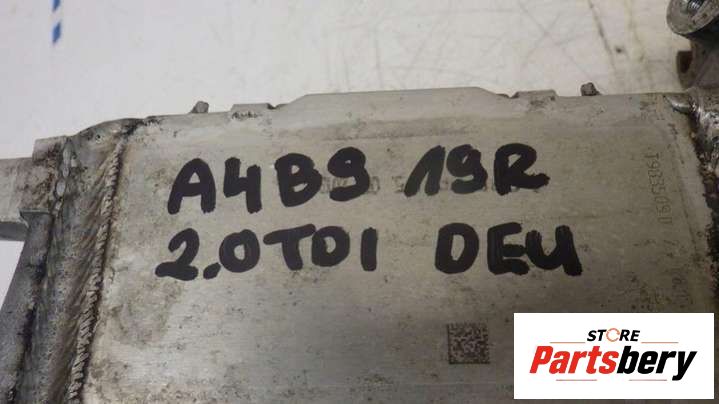 A4B9 19R
2.0TDI DEU
STORE
Partsbery